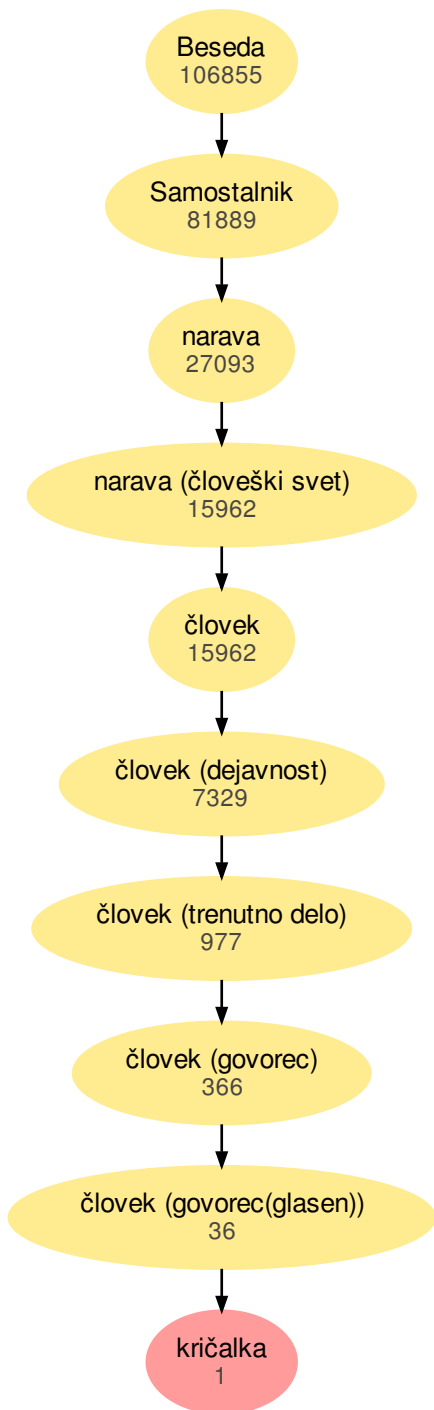 Beseda
106855
Samostalnik
81889
narava
27093
narava (človeški svet)
15962
človek
15962
človek (dejavnost)
7329
človek (trenutno delo)
977
človek (govorec)
366
človek (govorec(glasen))
36
kričalka
1